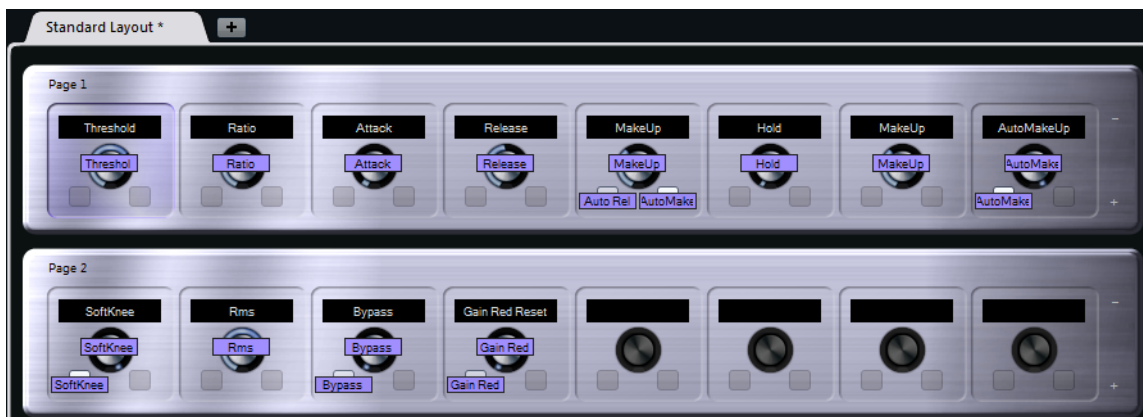 Standard Layout *
+
Page 1
Threshold Ratio Attack Release MakeUp Hold MakeUp AutoMakeUp
−
Threshol Ratio Attack Release MakeUp Hold MakeUp AutoMake
Auto Rel AutoMake AutoMake
+
Page 2
SoftKnee Rms Bypass Gain Red Reset
−
SoftKnee Rms Bypass Gain Red
SoftKnee Bypass Gain Red
+